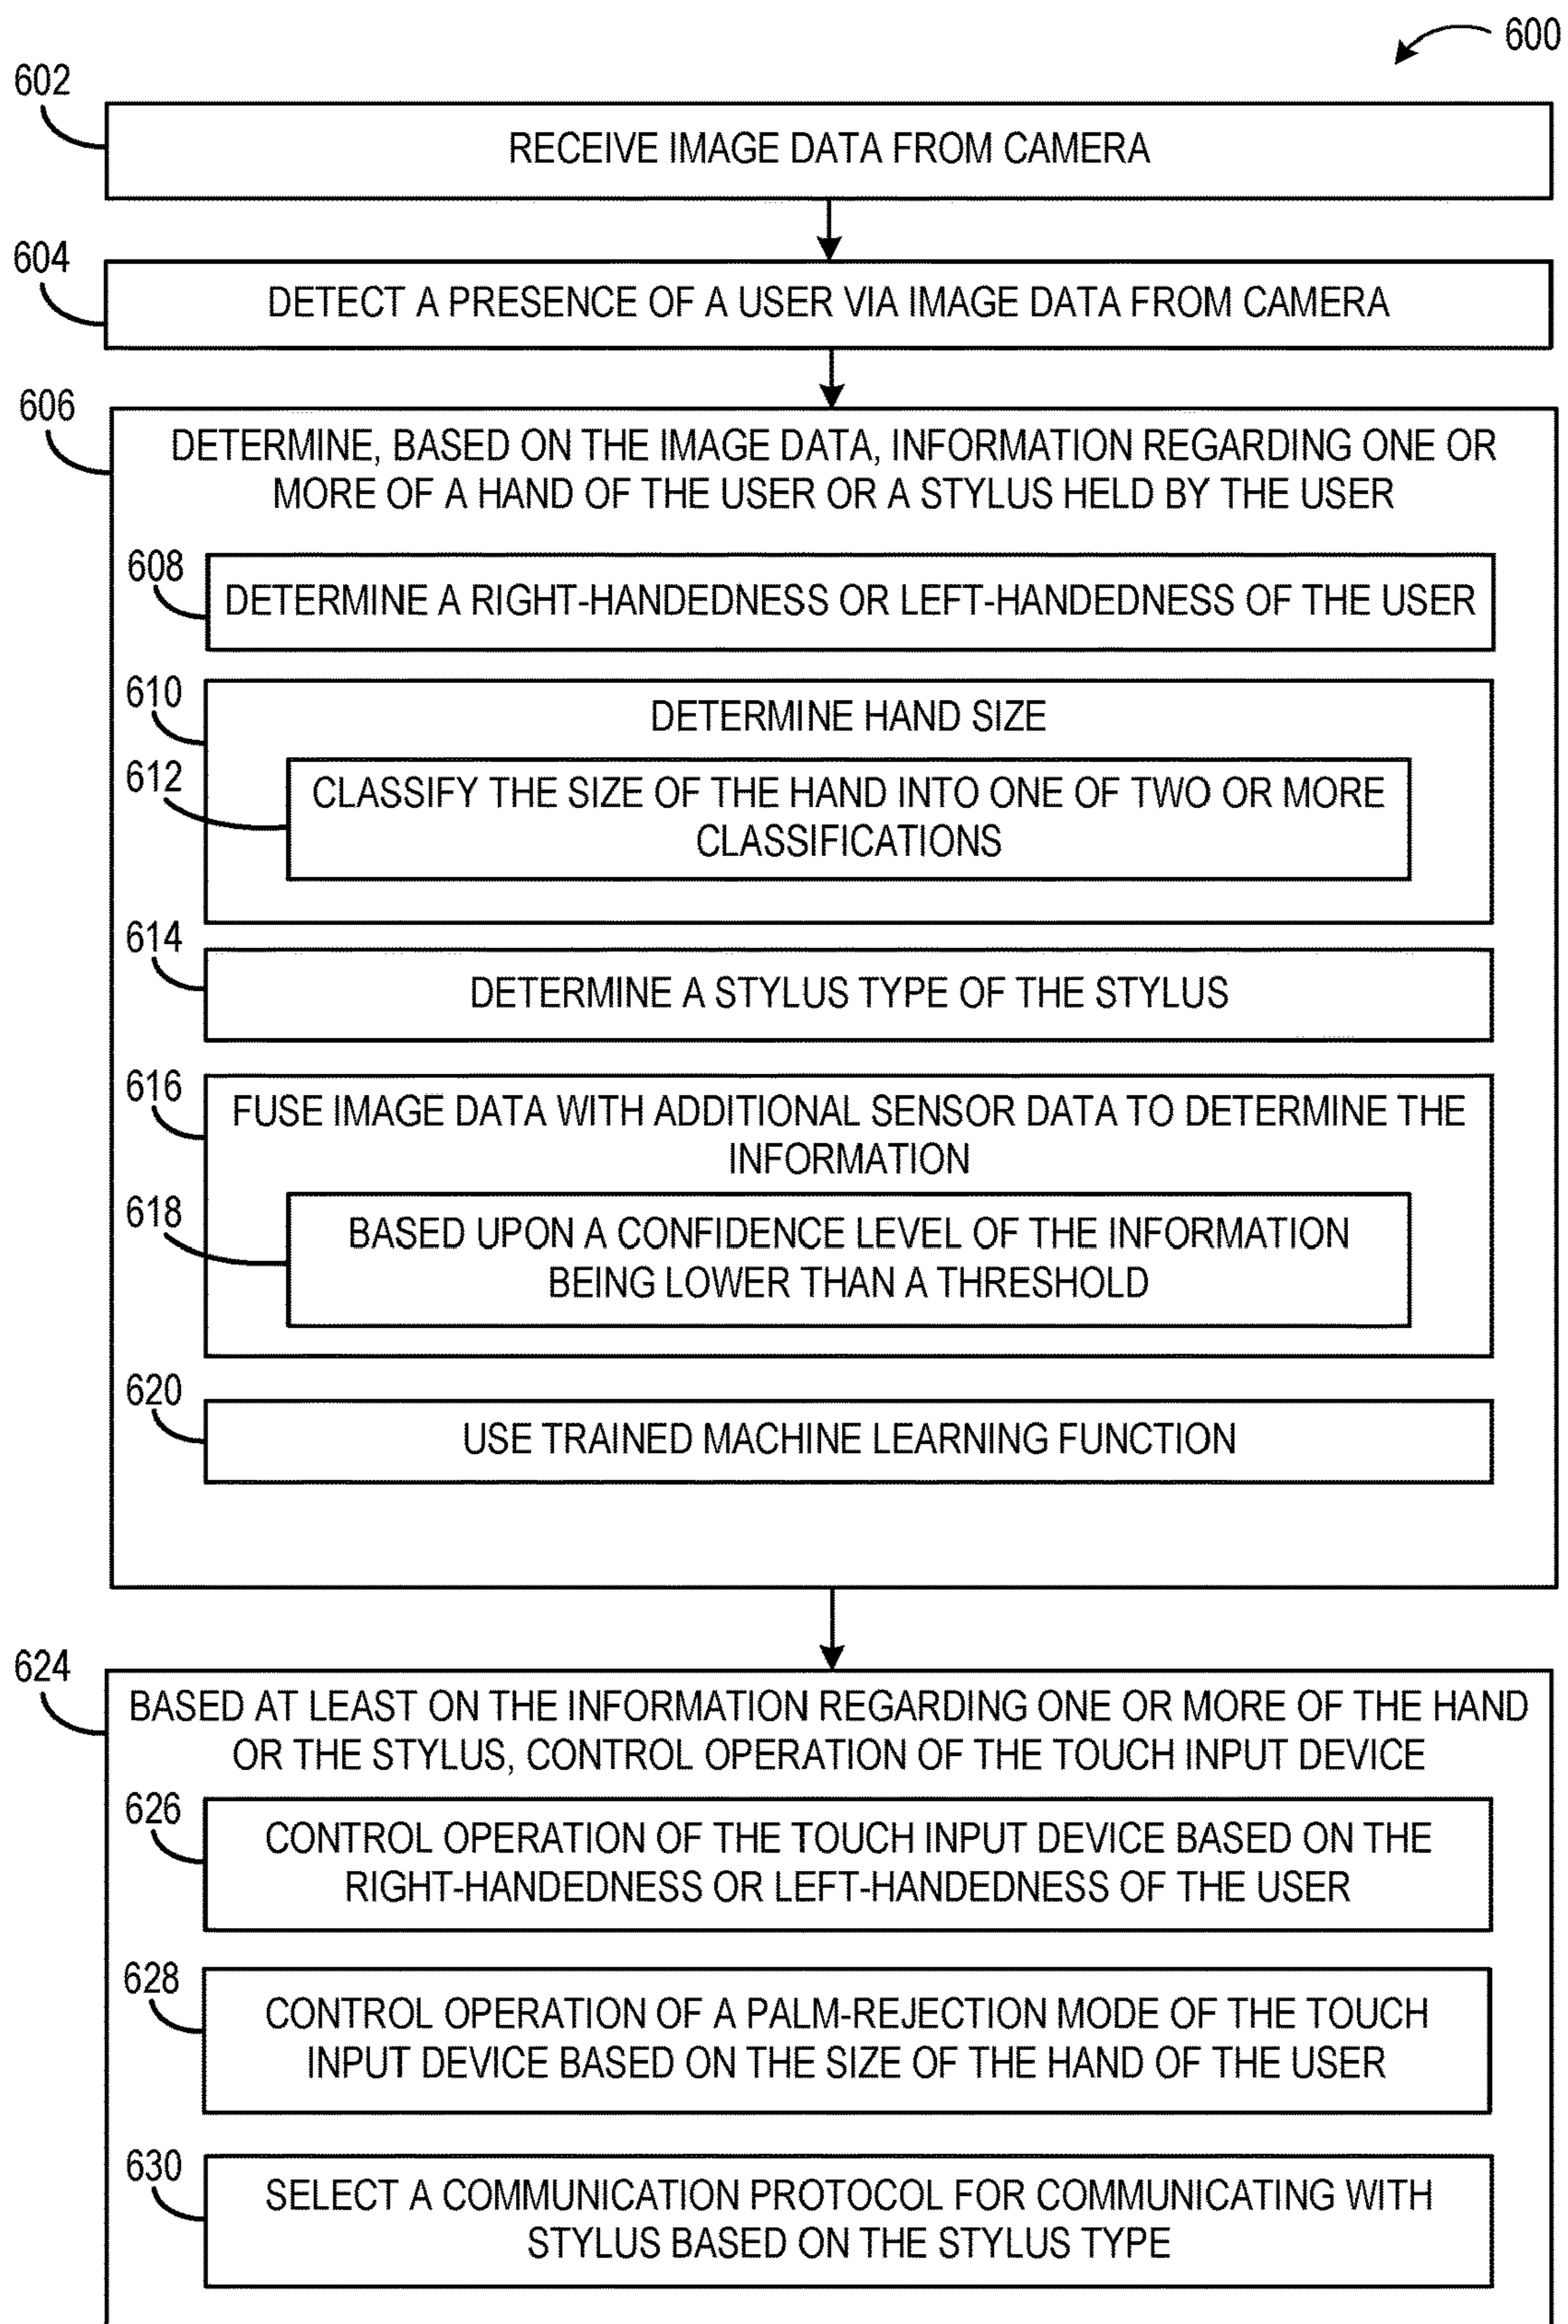 600
602
RECEIVE IMAGE DATA FROM CAMERA
604
DETECT A PRESENCE OF A USER VIA IMAGE DATA FROM CAMERA
606
DETERMINE, BASED ON THE IMAGE DATA, INFORMATION REGARDING ONE OR
MORE OF A HAND OF THE USER OR A STYLUS HELD BY THE USER
608
DETERMINE A RIGHT-HANDEDNESS OR LEFT-HANDEDNESS OF THE USER
610
DETERMINE HAND SIZE
612
CLASSIFY THE SIZE OF THE HAND INTO ONE OF TWO OR MORE
CLASSIFICATIONS
614
DETERMINE A STYLUS TYPE OF THE STYLUS
616
FUSE IMAGE DATA WITH ADDITIONAL SENSOR DATA TO DETERMINE THE
INFORMATION
618
BASED UPON A CONFIDENCE LEVEL OF THE INFORMATION
BEING LOWER THAN A THRESHOLD
620
USE TRAINED MACHINE LEARNING FUNCTION
624
BASED AT LEAST ON THE INFORMATION REGARDING ONE OR MORE OF THE HAND
OR THE STYLUS, CONTROL OPERATION OF THE TOUCH INPUT DEVICE
626
CONTROL OPERATION OF THE TOUCH INPUT DEVICE BASED ON THE
RIGHT-HANDEDNESS OR LEFT-HANDEDNESS OF THE USER
628
CONTROL OPERATION OF A PALM-REJECTION MODE OF THE TOUCH
INPUT DEVICE BASED ON THE SIZE OF THE HAND OF THE USER
630
SELECT A COMMUNICATION PROTOCOL FOR COMMUNICATING WITH
STYLUS BASED ON THE STYLUS TYPE